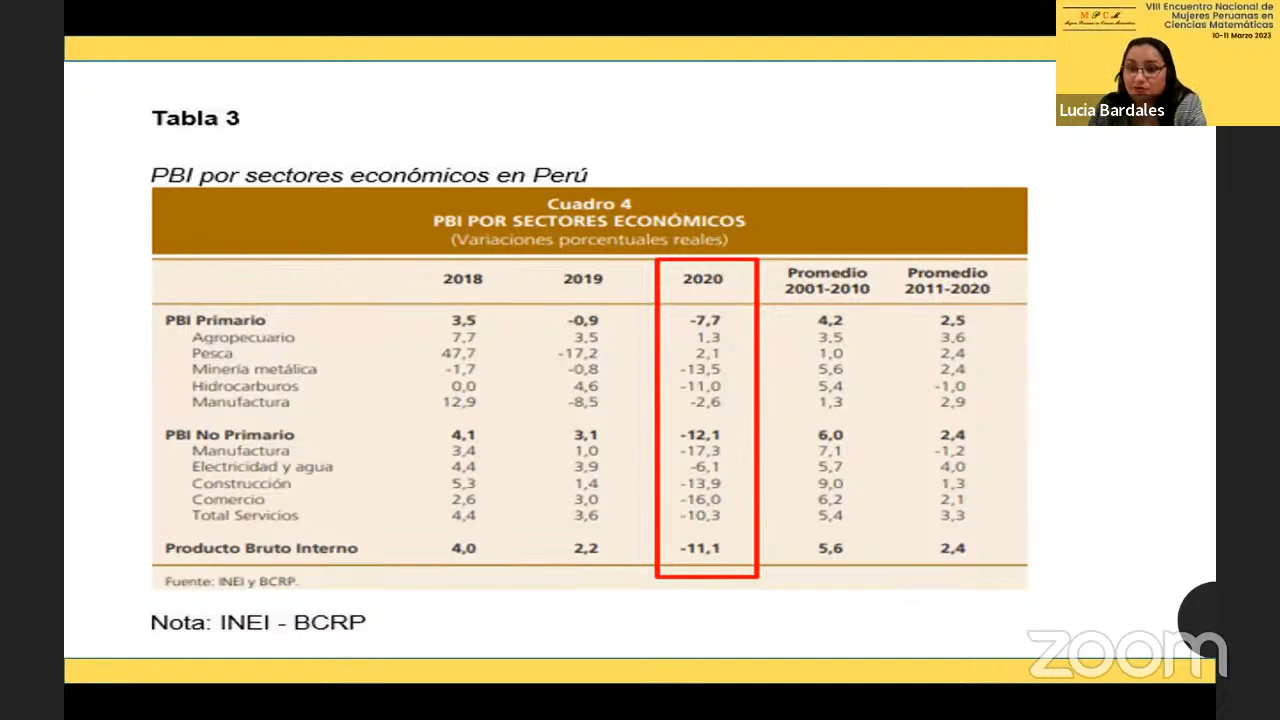 VIII Encuentro Nacional de
Mujeres Peruanas en
Ciencias Matemáticas
10-11 Marzo 2023
M P C M
Mujeres Peruanas en Ciencias Matemáticas
Lucia Bardales
Tabla 3
PBI por sectores económicos en Perú
Cuadro 4
PBI POR SECTORES ECONÓMICOS
(Variaciones porcentuales reales)
2018 2019 2020 Promedio 2001-2010 Promedio 2011-2020
PBI Primario 3,5 -0,9 -7,7 4,2 2,5
Agropecuario 7,7 3,5 1,3 3,5 3,6
Pesca 47,7 -17,2 2,1 1,0 2,4
Minería metálica -1,7 -0,8 -13,5 5,6 2,4
Hidrocarburos 0,0 4,6 -11,0 5,4 -1,0
Manufactura 12,9 -8,5 -2,6 1,3 2,9
PBI No Primario 4,1 3,1 -12,1 6,0 2,4
Manufactura 3,4 1,0 -17,3 7,1 -1,2
Electricidad y agua 4,4 3,9 -6,1 5,7 4,0
Construcción 5,3 1,4 -13,9 9,0 1,3
Comercio 2,6 3,0 -16,0 6,2 2,1
Total Servicios 4,4 3,6 -10,3 5,4 3,3
Producto Bruto Interno 4,0 2,2 -11,1 5,6 2,4
Fuente: INEI y BCRP.
Nota: INEI - BCRP
zoom